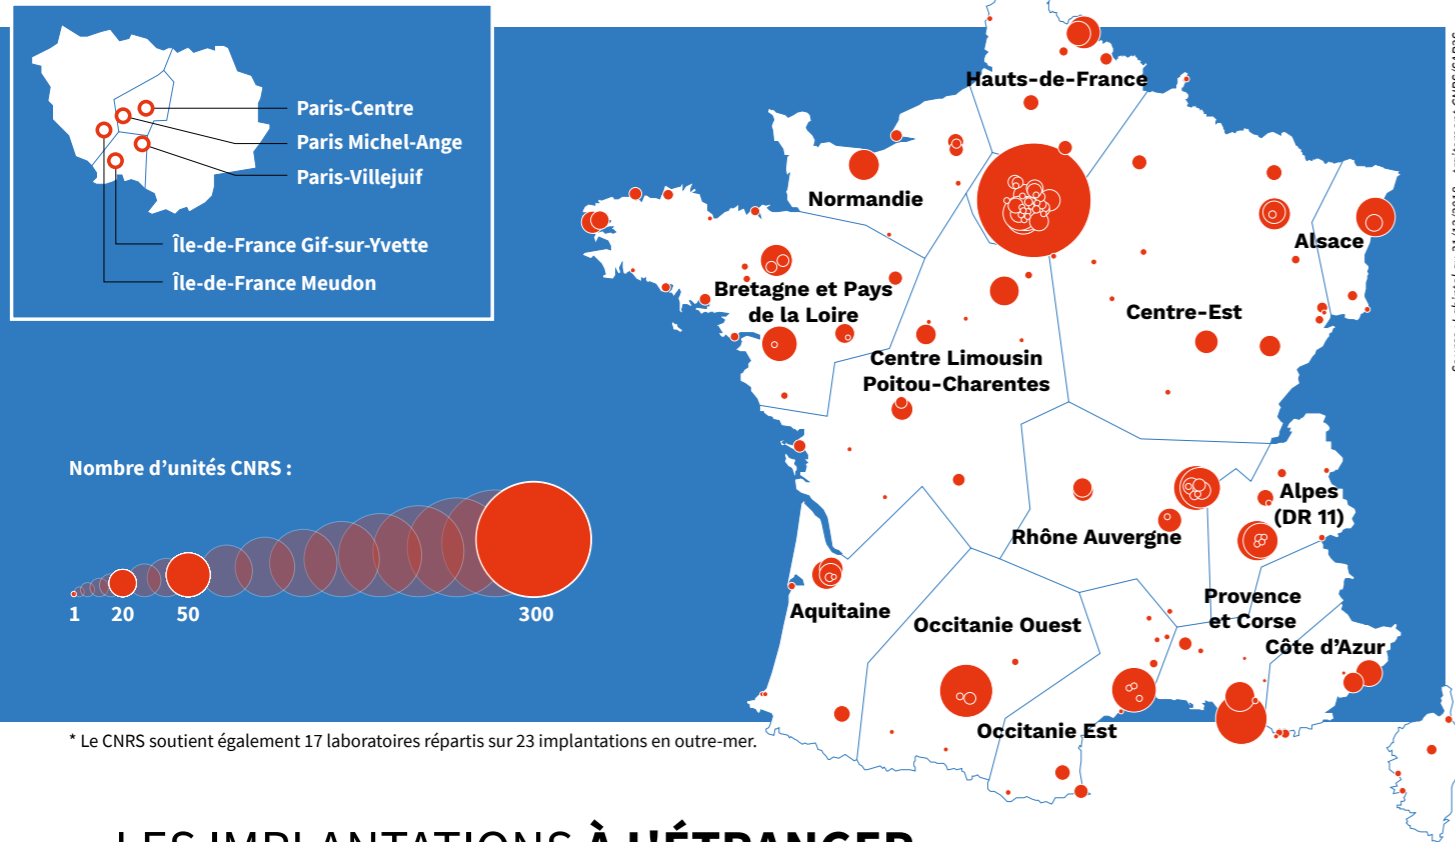 Paris-Centre
Paris Michel-Ange
Paris-Villejuif
Île-de-France Gif-sur-Yvette
Île-de-France Meudon
Hauts-de-France
Normandie
Alsace
Bretagne et Pays
de la Loire
Centre-Est
Centre Limousin
Poitou-Charentes
Nombre d'unités CNRS :
1 20 50 300
Alpes
(DR 11)
Rhône Auvergne
Aquitaine
Occitanie Ouest
Provence
et Corse
Côte d'Azur
Occitanie Est
* Le CNRS soutient également 17 laboratoires répartis sur 23 implantations en outre-mer.
LES IMPLANTATIONS À L'ÉTRANGER